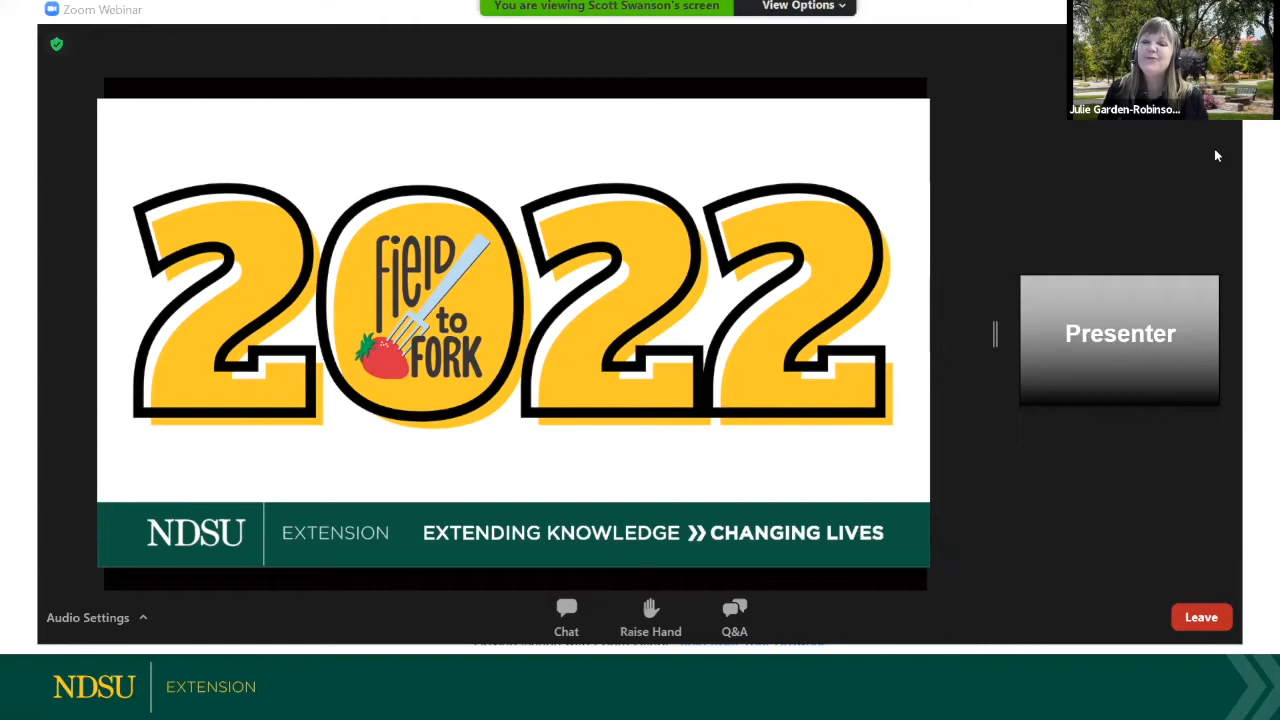 Zoom Webinar
You are viewing Scott Swanson's screen
View Options
Julie Garden-Robinso...
2022
FIELD
to
FORK
Presenter
NDSU
EXTENSION
EXTENDING KNOWLEDGE
CHANGING LIVES
Audio Settings
Chat
Raise Hand
Q&A
Leave
NDSU
EXTENSION